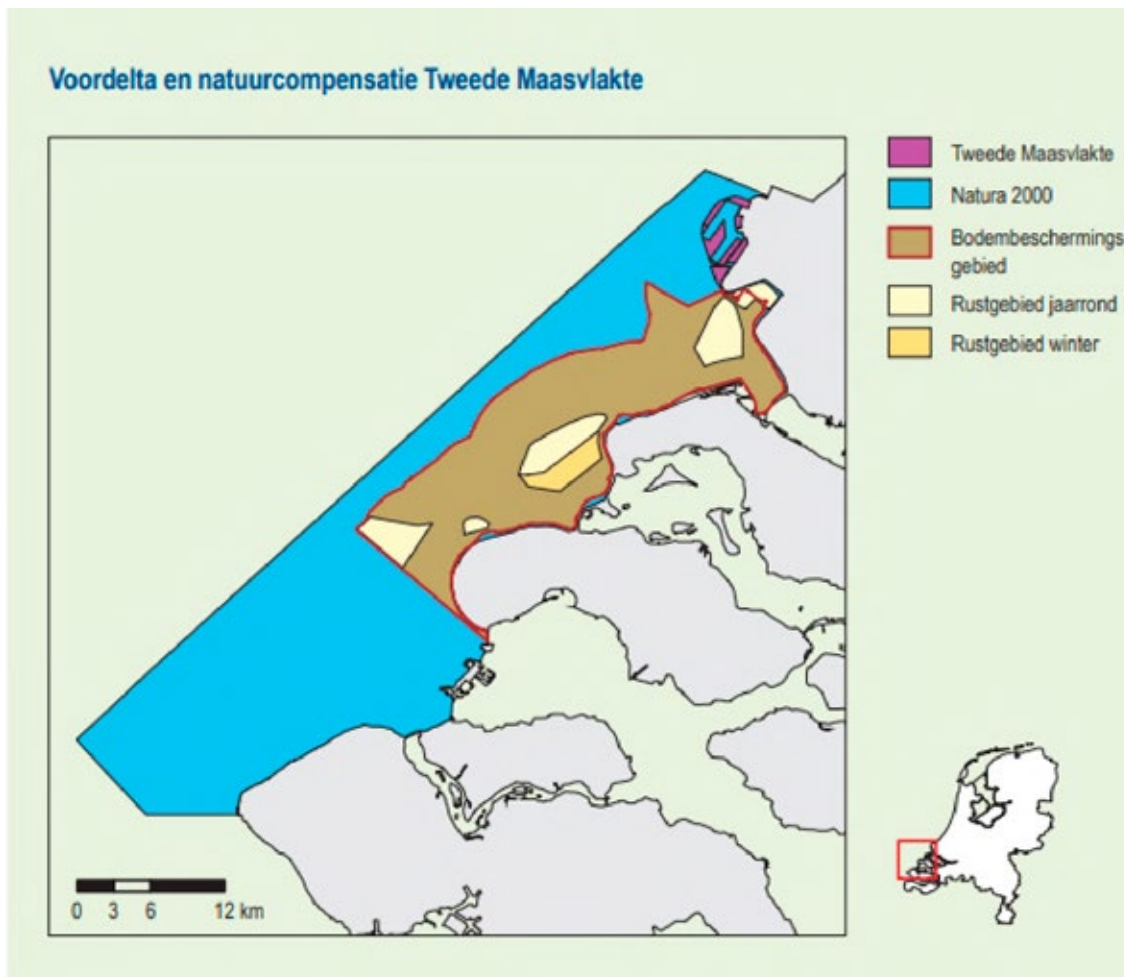 Voordelta en natuurcompensatie Tweede Maasvlakte
Tweede Maasvlakte
Natura 2000
Bodembeschermings
gebied
Rustgebied jaarrond
Rustgebied winter
0 3 6 12 km